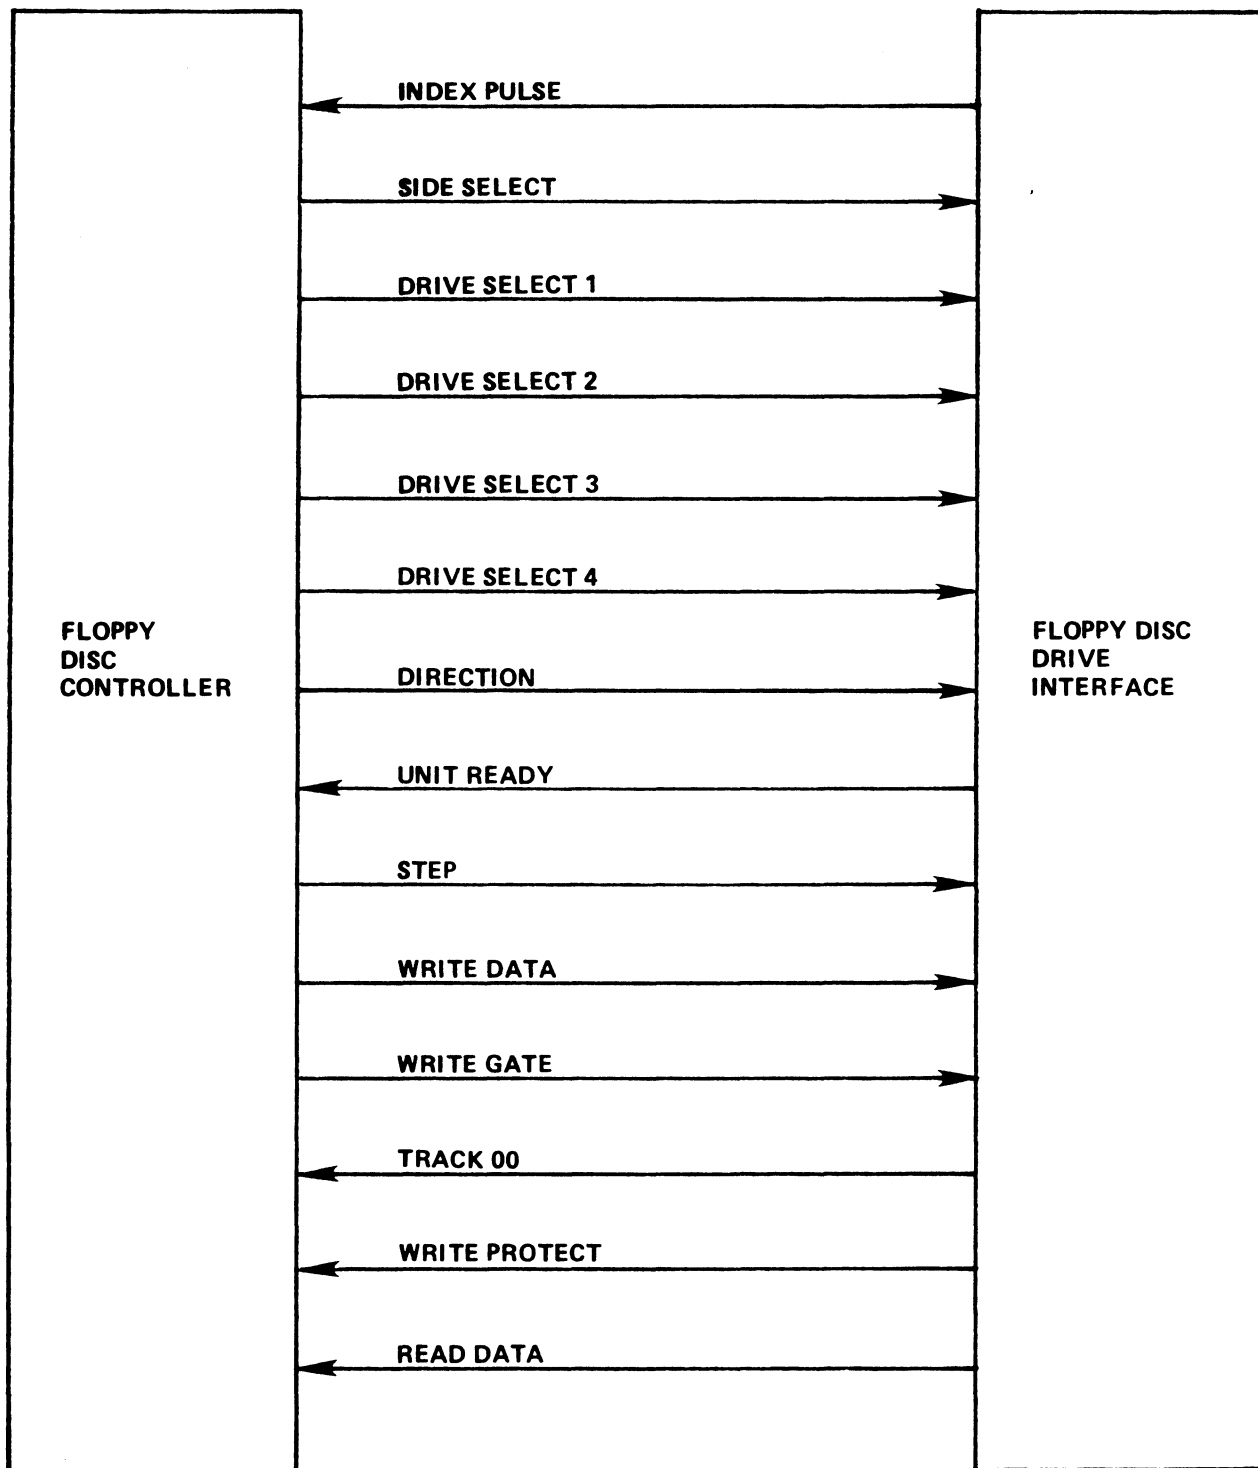 INDEX PULSE
SIDE SELECT
DRIVE SELECT 1
DRIVE SELECT 2
DRIVE SELECT 3
DRIVE SELECT 4
FLOPPY
DISC
CONTROLLER
FLOPPY DISC
DRIVE
INTERFACE
DIRECTION
UNIT READY
STEP
WRITE DATA
WRITE GATE
TRACK 00
WRITE PROTECT
READ DATA